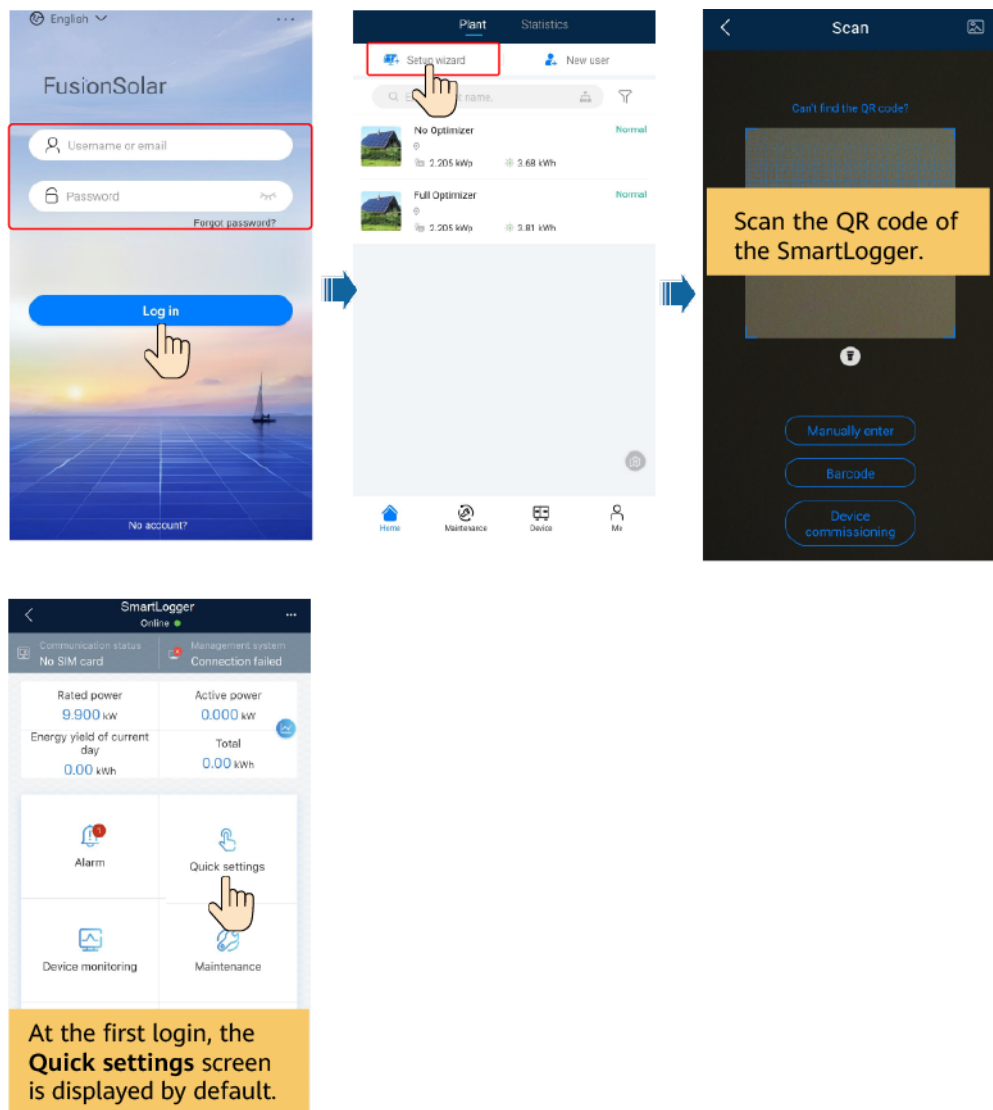 English
...
FusionSolar
Username or email
Password
Forgot password?
Log in
No account?
Plant Statistics
Setup wizard New user
name.
No Optimizer Normal
2.205 kWp 3.68 kWh
Full Optimizer Normal
2.205 kWp 3.81 kWh
Home Maintenance Device Me
Scan
Can't find the QR code?
Scan the QR code of
the SmartLogger.
Manually enter
Barcode
Device
commissioning
SmartLogger
Online
...
Communication status Management system
No SIM card Connection failed
Rated power Active power
9.900 kW 0.000 kW
Energy yield of current
day
0.00 kWh
Total
0.00 kWh
1
Alarm Quick settings
Device monitoring Maintenance
At the first login, the
Quick settings screen
is displayed by default.